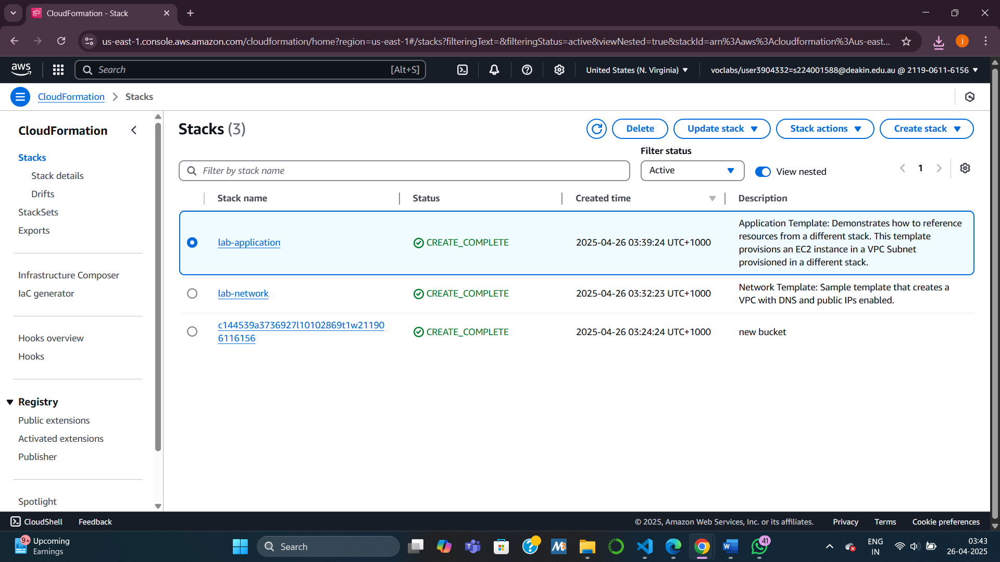 CloudFormation - Stack
us-east-1.console.aws.amazon.com/cloudformation/home?region=us-east-1#/stacks?filteringText=&filteringStatus=active&viewNested=true&stackId=arn%3Aaws%3Acloudformation%3Aus-east...
j
aws
Search
[Alt+S]
United States (N. Virginia)
voclabs/user3904332=s224001588@deakin.edu.au @ 2119-0611-6156
CloudFormation
Stacks
CloudFormation
Stacks
Stack details
Drifts
StackSets
Exports
Infrastructure Composer
IaC generator
Hooks overview
Hooks
Registry
Public extensions
Activated extensions
Publisher
Spotlight
Stacks (3)
Delete
Update stack
Stack actions
Create stack
Filter status
Filter by stack name
Active
View nested
1
Stack name
Status
Created time
Description
lab-application
CREATE_COMPLETE
2025-04-26 03:39:24 UTC+1000
Application Template: Demonstrates how to reference
resources from a different stack. This template
provisions an EC2 instance in a VPC Subnet
provisioned in a different stack.
lab-network
CREATE_COMPLETE
2025-04-26 03:32:23 UTC+1000
Network Template: Sample template that creates a
VPC with DNS and public IPs enabled.
c144539a3736927l10102869t1w21190
6116156
CREATE_COMPLETE
2025-04-26 03:24:24 UTC+1000
new bucket
CloudShell
Feedback
© 2025, Amazon Web Services, Inc. or its affiliates.
Privacy
Terms
Cookie preferences
9+
Upcoming
Earnings
Search
41
ENG
IN
03:43
26-04-2025